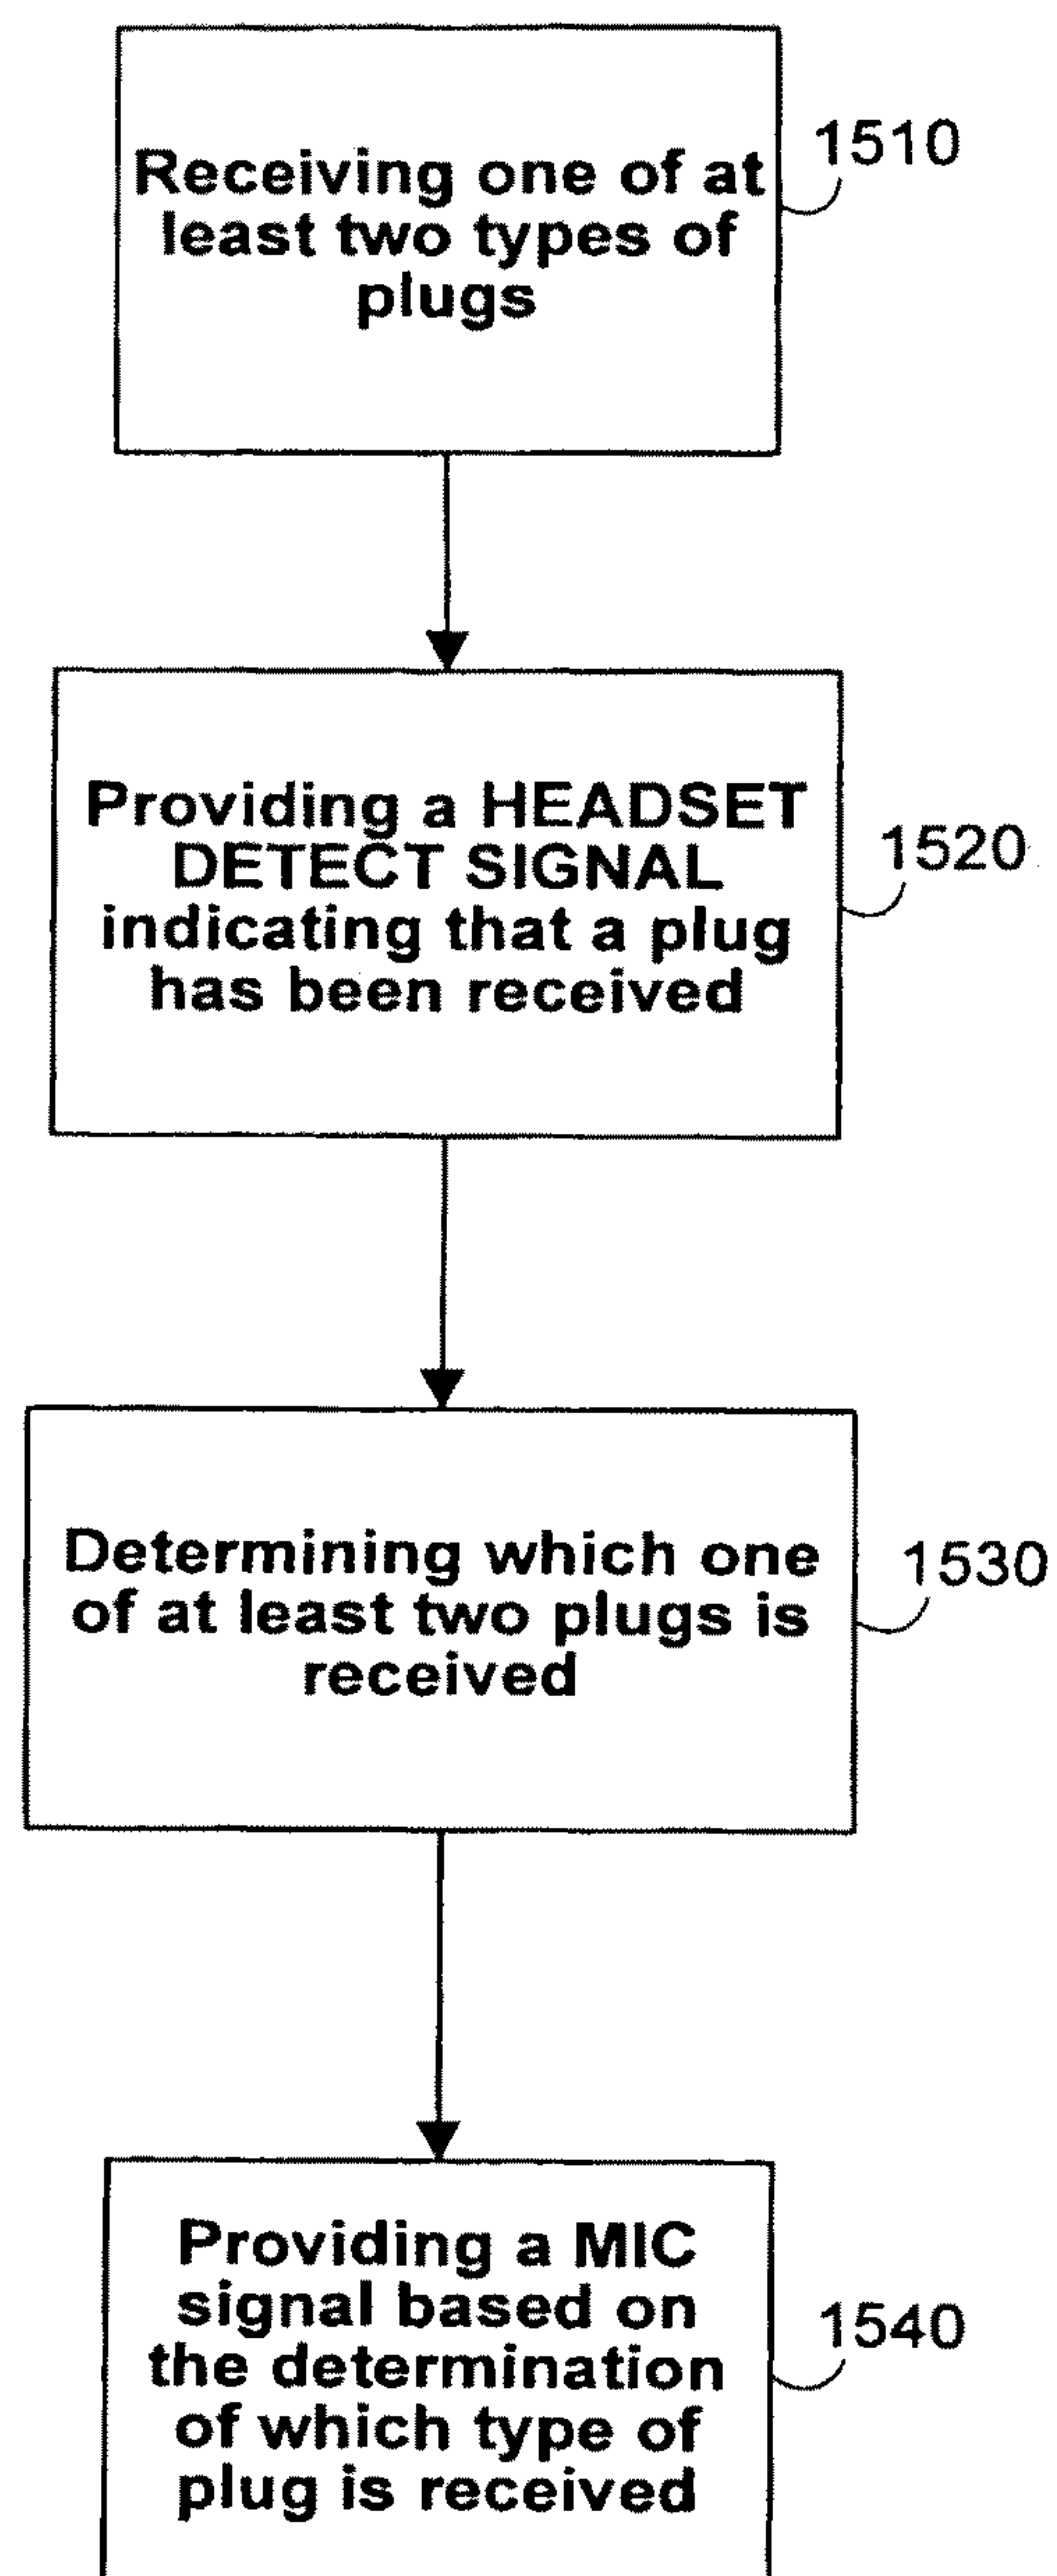 Receiving one of at
least two types of
plugs
1510
Providing a HEADSET
DETECT SIGNAL
indicating that a plug
has been received
1520
Determining which one
of at least two plugs is
received
1530
Providing a MIC
signal based on
the determination
of which type of
plug is received
1540